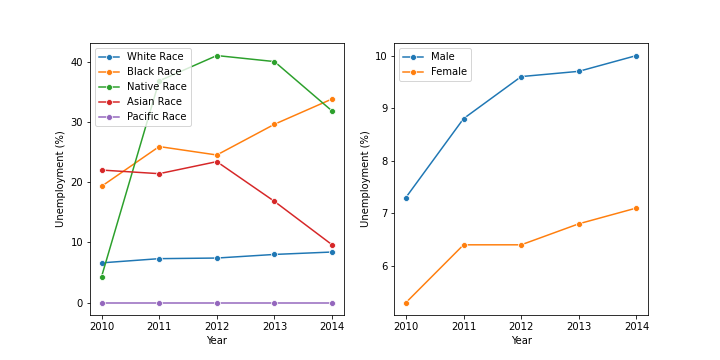 White Race
Black Race
Native Race
Asian Race
Pacific Race
40
30
20
10
0
Unemployment (%)
2010 2011 2012 2013 2014
Year
Male
Female
10
9
8
7
6
Unemployment (%)
2010 2011 2012 2013 2014
Year